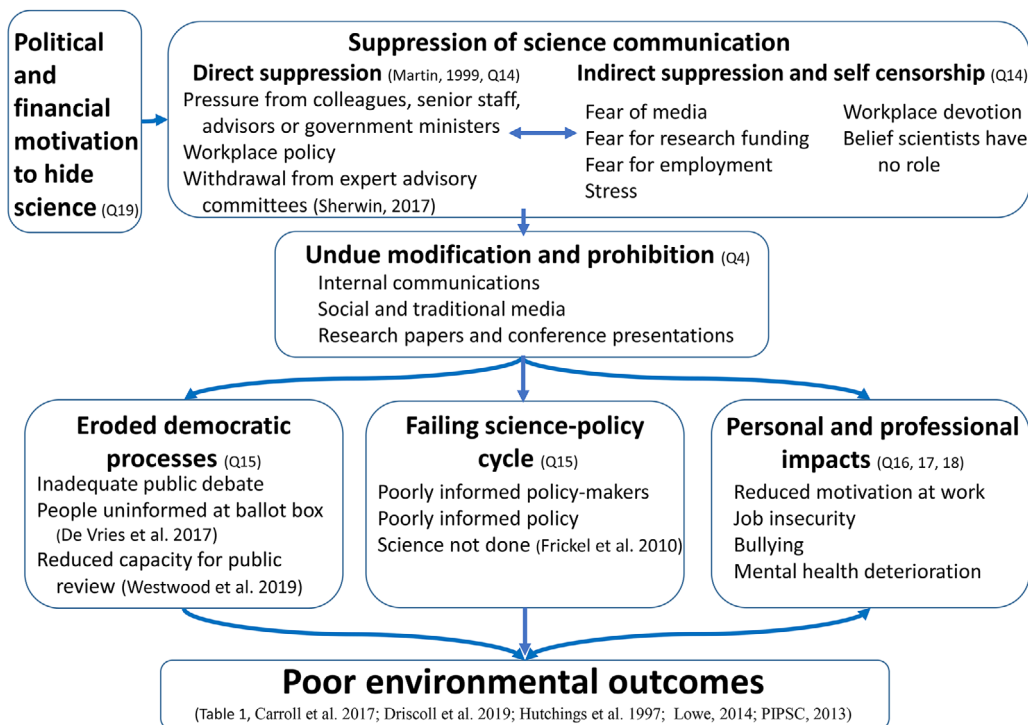 Political
and
financial
motivation
to hide
science (Q19)
Suppression of science communication
Direct suppression (Martin, 1999, Q14)
Pressure from colleagues, senior staff,
advisors or government ministers
Workplace policy
Withdrawal from expert advisory
committees (Sherwin, 2017)
Indirect suppression and self censorship (Q14)
Fear of media
Fear for research funding
Fear for employment
Stress
Workplace devotion
Belief scientists have
no role
Undue modification and prohibition (Q4)
Internal communications
Social and traditional media
Research papers and conference presentations
Eroded democratic
processes (Q15)
Inadequate public debate
People uninformed at ballot box
(De Vries et al. 2017)
Reduced capacity for public
review (Westwood et al. 2019)
Failing science-policy
cycle (Q15)
Poorly informed policy-makers
Poorly informed policy
Science not done (Frickel et al. 2010)
Personal and professional
impacts (Q16, 17, 18)
Reduced motivation at work
Job insecurity
Bullying
Mental health deterioration
Poor environmental outcomes
(Table 1, Carroll et al. 2017; Driscoll et al. 2019; Hutchings et al. 1997; Lowe, 2014; PIPSC, 2013)